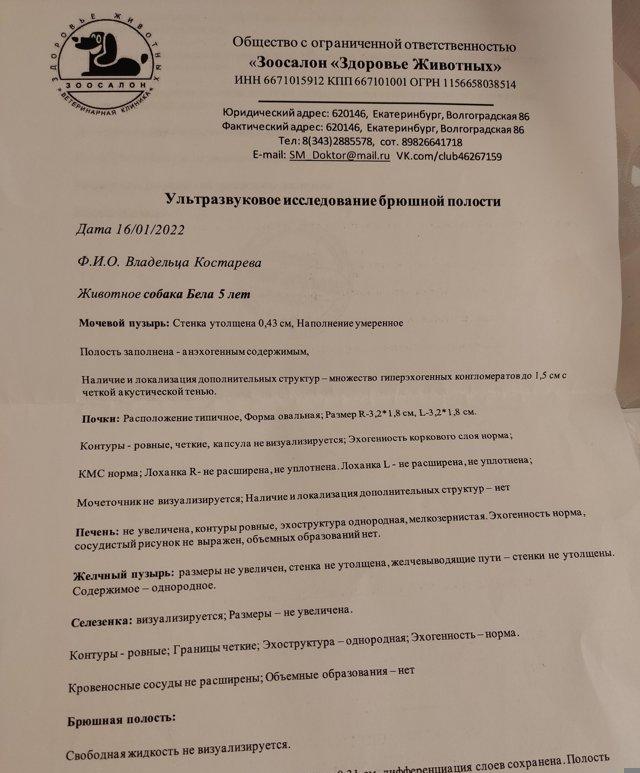 ЗДОРОВЬЕ ЖИВОТНЫХ
ЗООСАЛОН
ВЕТЕРИНАРНАЯ КЛИНИКА
Общество с ограниченной ответственностью
«Зоосалон «Здоровье Животных»
ИНН 6671015912 КПП 667101001 ОГРН 1156658038514
Юридический адрес: 620146, Екатеринбург, Волгоградская 86
Фактический адрес: 620146, Екатеринбург, Волгоградская 86
Тел: 8(343)2885578, сот. 89826641718
E-mail: SM_Doktor@mail.ru VK.com/club46267159
Ультразвуковое исследование брюшной полости
Дата 16/01/2022
Ф.И.О. Владельца Костарева
Животное собака Бела 5 лет
Мочевой пузырь: Стенка утолщена 0,43 см, Наполнение умеренное
Полость заполнена - анэхогенным содержимым,
Наличие и локализация дополнительных структур – множество гиперэхогенных конгломератов до 1,5 см с
четкой акустической тенью.
Почки: Расположение типичное, Форма овальная; Размер R-3,2*1,8 см, L-3,2*1,8 см.
Контуры - ровные, четкие, капсула не визуализируется; Эхогенность коркового слоя норма;
КМС норма; Лоханка R- не расширена, не уплотнена. Лоханка L - не расширена, не уплотнена;
Мочеточник не визуализируется; Наличие и локализация дополнительных структур – нет
Печень: не увеличена, контуры ровные, эхоструктура однородная, мелкозернистая. Эхогенность норма,
сосудистый рисунок не выражен, объемных образований нет.
Желчный пузырь: размеры не увеличен, стенка не утолщена, желчевыводящие пути – стенки не утолщены.
Содержимое – однородное.
Селезенка: визуализируется; Размеры – не увеличена.
Контуры - ровные; Границы четкие; Эхоструктура – однородная; Эхогенность – норма.
Кровеносные сосуды не расширены; Объемные образования – нет
Брюшная полость:
Свободная жидкость не визуализируется.
0,31 см, дифференциация слоев сохранена. Полость